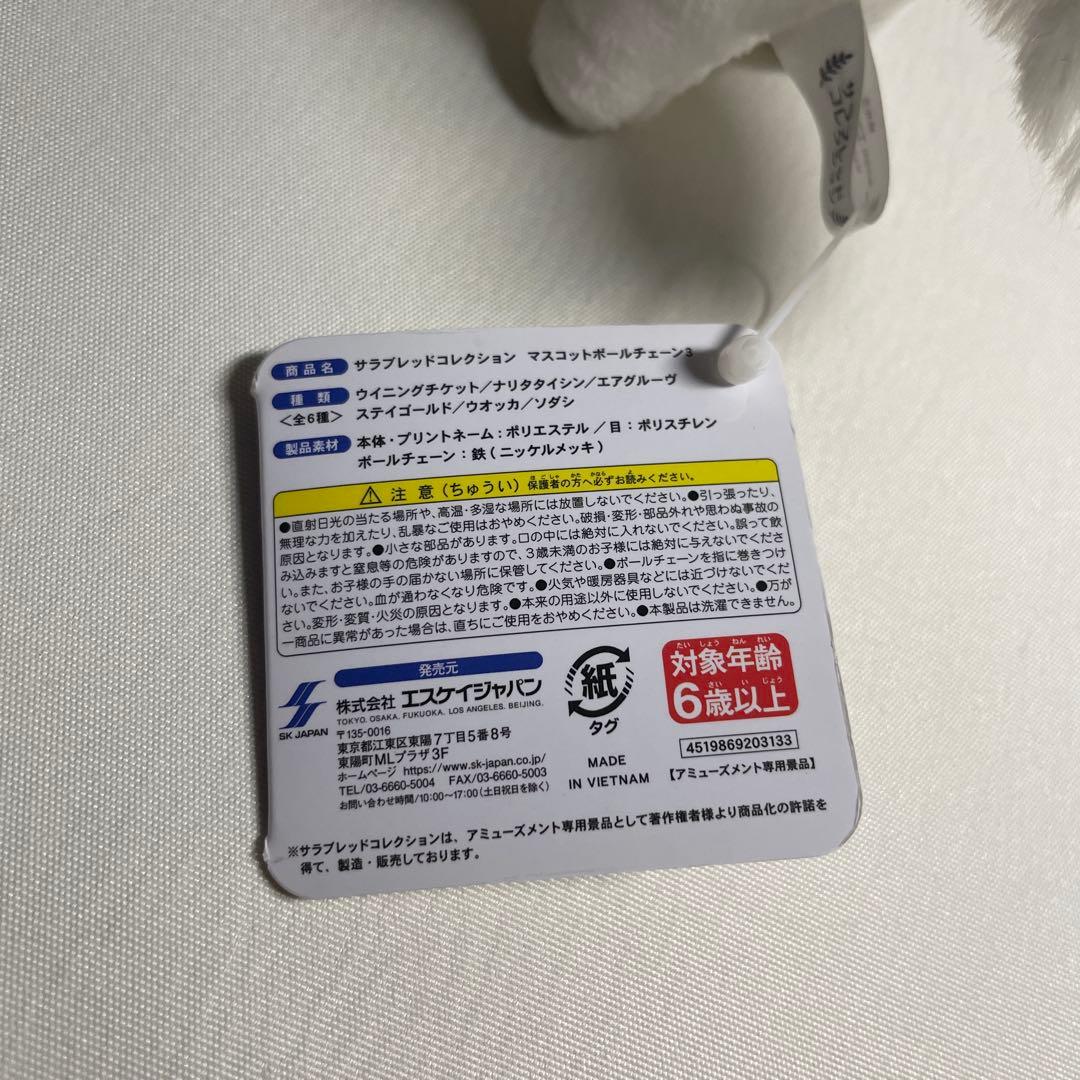 商品名 サラブレッドコレクション マスコットボールチェーン3
種類 ウイニングチケット／ナリタタイシン／エアグルーヴ
＜全6種＞ ステイゴールド／ウオッカ／ソダシ
製品素材 本体・プリントネーム：ポリエステル ／目：ポリスチレン
ボールチェーン：鉄(ニッケルメッキ)
⚠ 注意(ちゅうい) 保護者の方へ必ずお読みください。
ほごしゃ かた かなら よ
●直射日光の当たる場所や、高温・多湿な場所には放置しないでください。●引っ張ったり、
無理な力を加えたり、乱暴なご使用はおやめください。破損・変形・部品外れや思わぬ事故の
原因となります。●小さな部品があります。口の中には絶対に入れないでください。誤って飲
み込みますと窒息等の危険がありますので、3歳未満のお子様には絶対に与えないでくださ
い。また、お子様の手の届かない場所に保管してください。●ボールチェーンを指に巻きつけ
ないでください。血が通わなくなり危険です。●火気や暖房器具などには近づけないでくだ
さい。変形・変質・火災の原因となります。●本来の用途以外に使用しないでください。●万が
一商品に異常があった場合は、直ちにご使用をおやめください。●本製品は洗濯できません。
発売元
SK JAPAN
株式会社 エスケイジャパン
TOKYO. OSAKA. FUKUOKA. LOS ANGELES. BEIJING.
〒135-0016
東京都江東区東陽7丁目5番8号
東陽町MLプラザ3F
ホームページ https://www.sk-japan.co.jp/
TEL/03-6660-5004 FAX/03-6660-5003
お問い合わせ時間/10:00〜17:00(土日祝日を除く)
紙
タグ
MADE
IN VIETNAM
たいしょうねんれい
対象年齢
さいいじょう
6歳以上
4519869203133
【アミューズメント専用景品】
※サラブレッドコレクションは、アミューズメント専用景品として著作権者様より商品化の許諾を
得て、製造・販売しております。